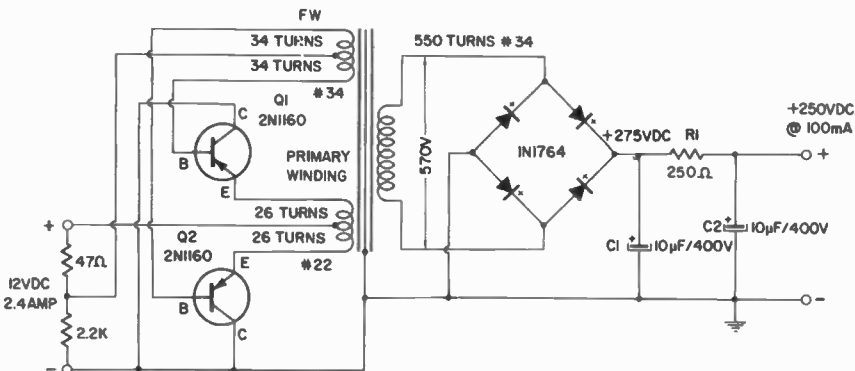 FW
34 TURNS
34 TURNS
#34
550 TURNS #34
Q1
2N1160
C
B
E
PRIMARY
WINDING
570V
1N1764
+275VDC
R1
250Ω
+250VDC
@ 100mA
+
+
C1
10µF/400V
+
C2
10µF/400V
-
+
47Ω
12VDC
2.4AMP
2.2K
-
26 TURNS
26 TURNS
#22
Q2
2N1160
E
B
C